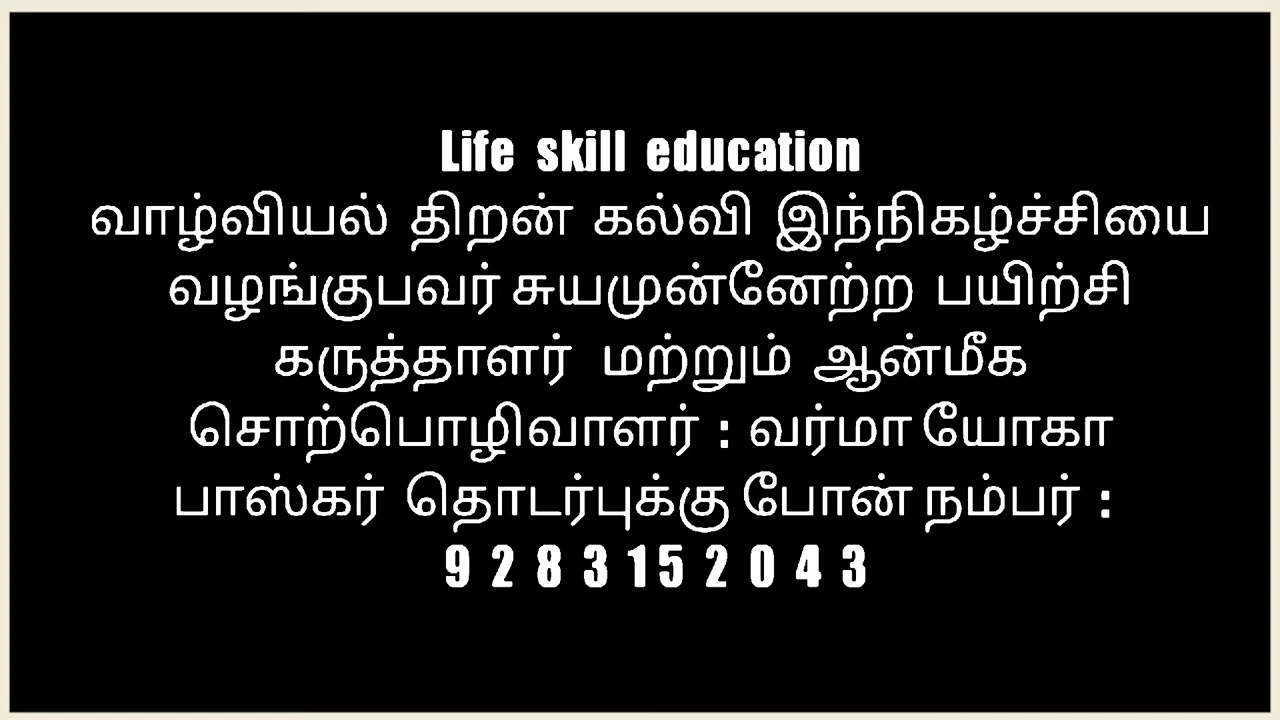 Life skill education
வாழ்வியல் திறன் கல்வி இந்நிகழ்ச்சியை
வழங்குபவர் சுயமுன்னேற்ற பயிற்சி
கருத்தாளர் மற்றும் ஆன்மீக
சொற்பொழிவாளர் : வர்மா யோகா
பாஸ்கர் தொடர்புக்கு போன் நம்பர் :
9 2 8 3 1 5 2 0 4 3